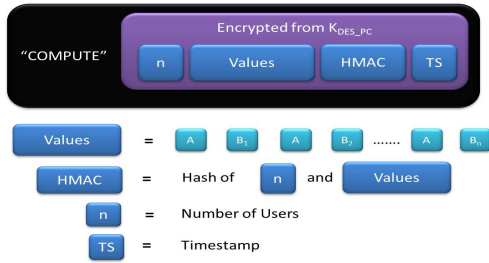 Encrypted from K_DES_PC
"COMPUTE" n Values HMAC TS
Values = A B₁ A B₂ ....... A Bₙ
HMAC = Hash of n and Values
n = Number of Users
TS = Timestamp